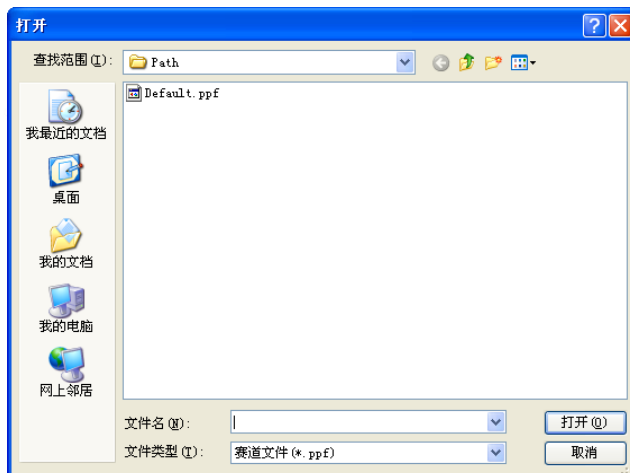 打开
查找范围(I):
Path
Default.ppf
我最近的文档
桌面
我的文档
我的电脑
网上邻居
文件名(N):
打开(O)
文件类型(T):
赛道文件(*.ppf)
取消